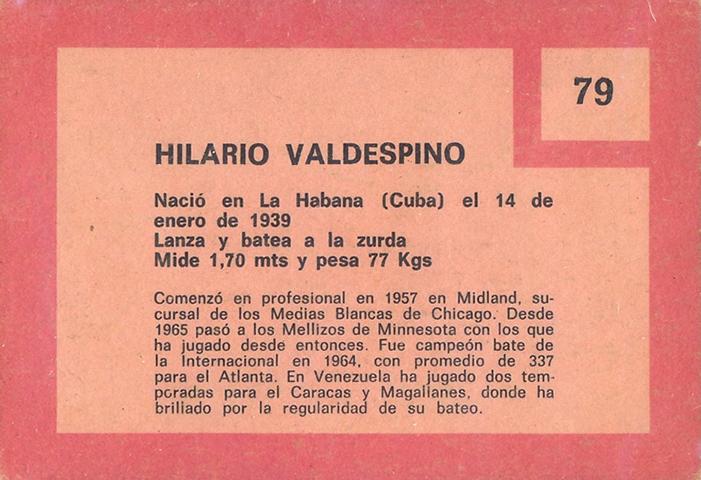 79
HILARIO VALDESPINO
Nació en La Habana (Cuba) el 14 de
enero de 1939
Lanza y batea a la zurda
Mide 1,70 mts y pesa 77 Kgs
Comenzó en profesional en 1957 en Midland, su-
cursal de los Medias Blancas de Chicago. Desde
1965 pasó a los Mellizos de Minnesota con los que
ha jugado desde entonces. Fue campeón bate de
la Internacional en 1964, con promedio de 337
para el Atlanta. En Venezuela ha jugado dos tem-
poradas para el Caracas y Magallanes, donde ha
brillado por la regularidad de su bateo.